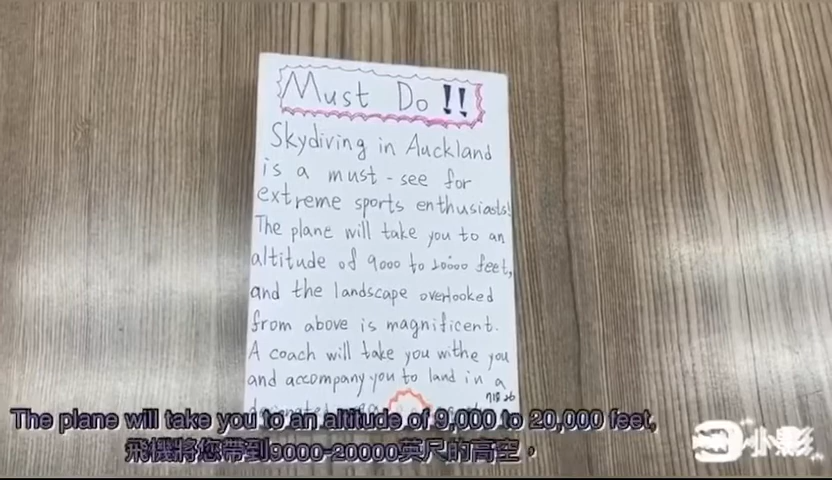 Must Do !!
Skydiving in Auckland
is a must-see for
extreme sports enthusiasts!
The plane will take you to an
altitude of 9000 to 20000 feet,
and the landscape overlooked
from above is magnificent.
A coach will take you withe you
and accompany you to land in a
The plane will take you to an altitude of 9,000 to 20,000 feet,
飛機將您帶到9000-20000英尺的高空，
小影